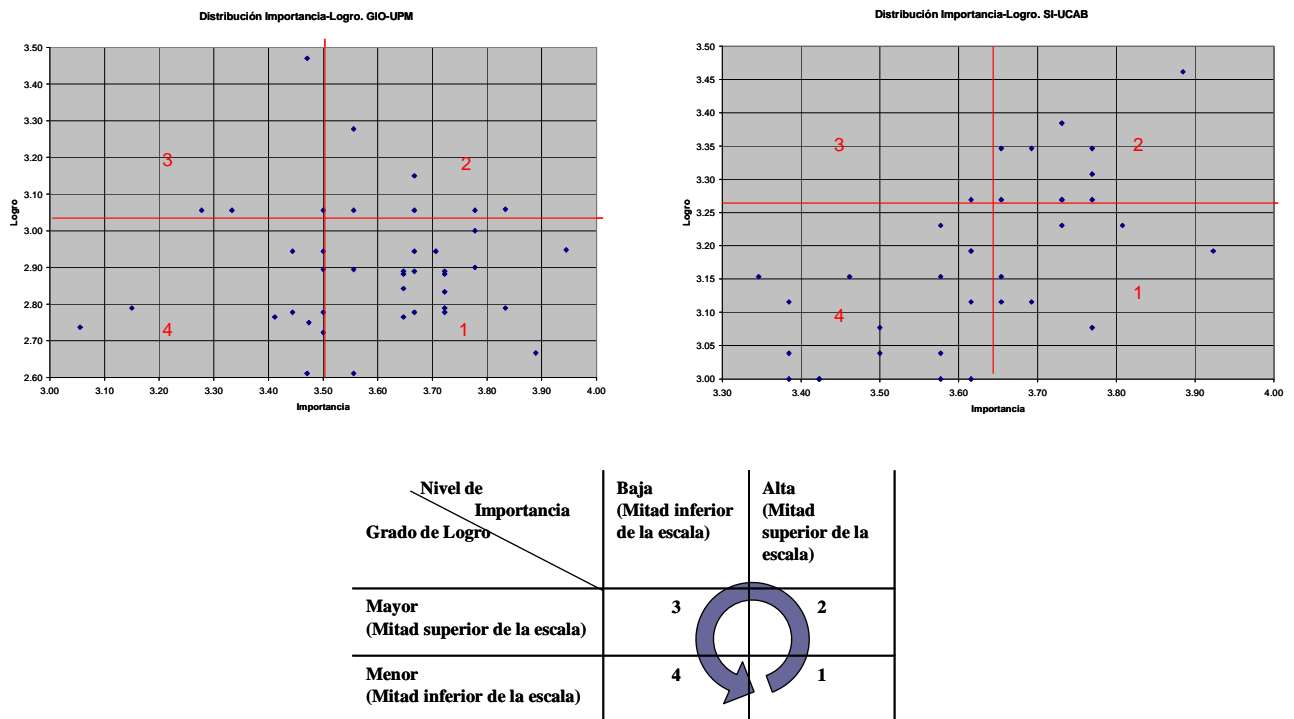 Distribución Importancia-Logro. GIO-UPM
3.50
3.40
3.30
3.20
3.10
3.00
2.90
2.80
2.70
2.60
Logro
3
2
4
1
3.00 3.10 3.20 3.30 3.40 3.50 3.60 3.70 3.80 3.90 4.00
Importancia
Distribución Importancia-Logro. SI-UCAB
3.50
3.45
3.40
3.35
3.30
3.25
3.20
3.15
3.10
3.05
3.00
Logro
3
2
4
1
3.30 3.40 3.50 3.60 3.70 3.80 3.90 4.00
Importancia
Nivel de
Importancia
Grado de Logro
Baja
(Mitad inferior
de la escala)
Alta
(Mitad
superior de la
escala)
Mayor
(Mitad superior de la escala)
3
2
Menor
(Mitad inferior de la escala)
4
1